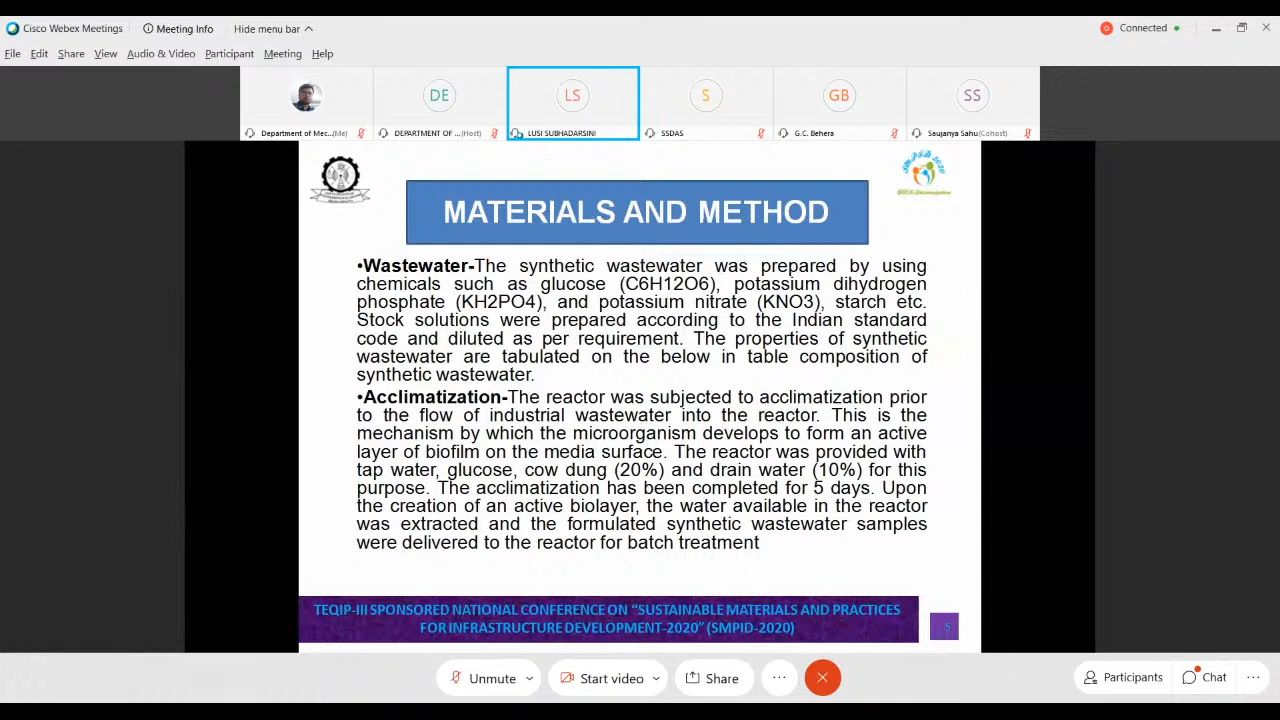 Cisco Webex Meetings
Meeting Info
Hide menu bar
Connected
File Edit Share View Audio & Video Participant Meeting Help
DE
LS
S
GB
SS
Department of Mec...(Me)
DEPARTMENT OF ...(Host)
LUSI SUBHADARSINI
SSDAS
G.C. Behera
Saujanya Sahu(Cohost)
SMPID 2020
MATERIALS AND METHOD
•Wastewater-The synthetic wastewater was prepared by using
chemicals such as glucose (C6H12O6), potassium dihydrogen
phosphate (KH2PO4), and potassium nitrate (KNO3), starch etc.
Stock solutions were prepared according to the Indian standard
code and diluted as per requirement. The properties of synthetic
wastewater are tabulated on the below in table composition of
synthetic wastewater.
•Acclimatization-The reactor was subjected to acclimatization prior
to the flow of industrial wastewater into the reactor. This is the
mechanism by which the microorganism develops to form an active
layer of biofilm on the media surface. The reactor was provided with
tap water, glucose, cow dung (20%) and drain water (10%) for this
purpose. The acclimatization has been completed for 5 days. Upon
the creation of an active biolayer, the water available in the reactor
was extracted and the formulated synthetic wastewater samples
were delivered to the reactor for batch treatment
TEQIP-III SPONSORED NATIONAL CONFERENCE ON “SUSTAINABLE MATERIALS AND PRACTICES
FOR INFRASTRUCTURE DEVELOPMENT-2020” (SMPID-2020)
5
Unmute
Start video
Share
Participants
Chat